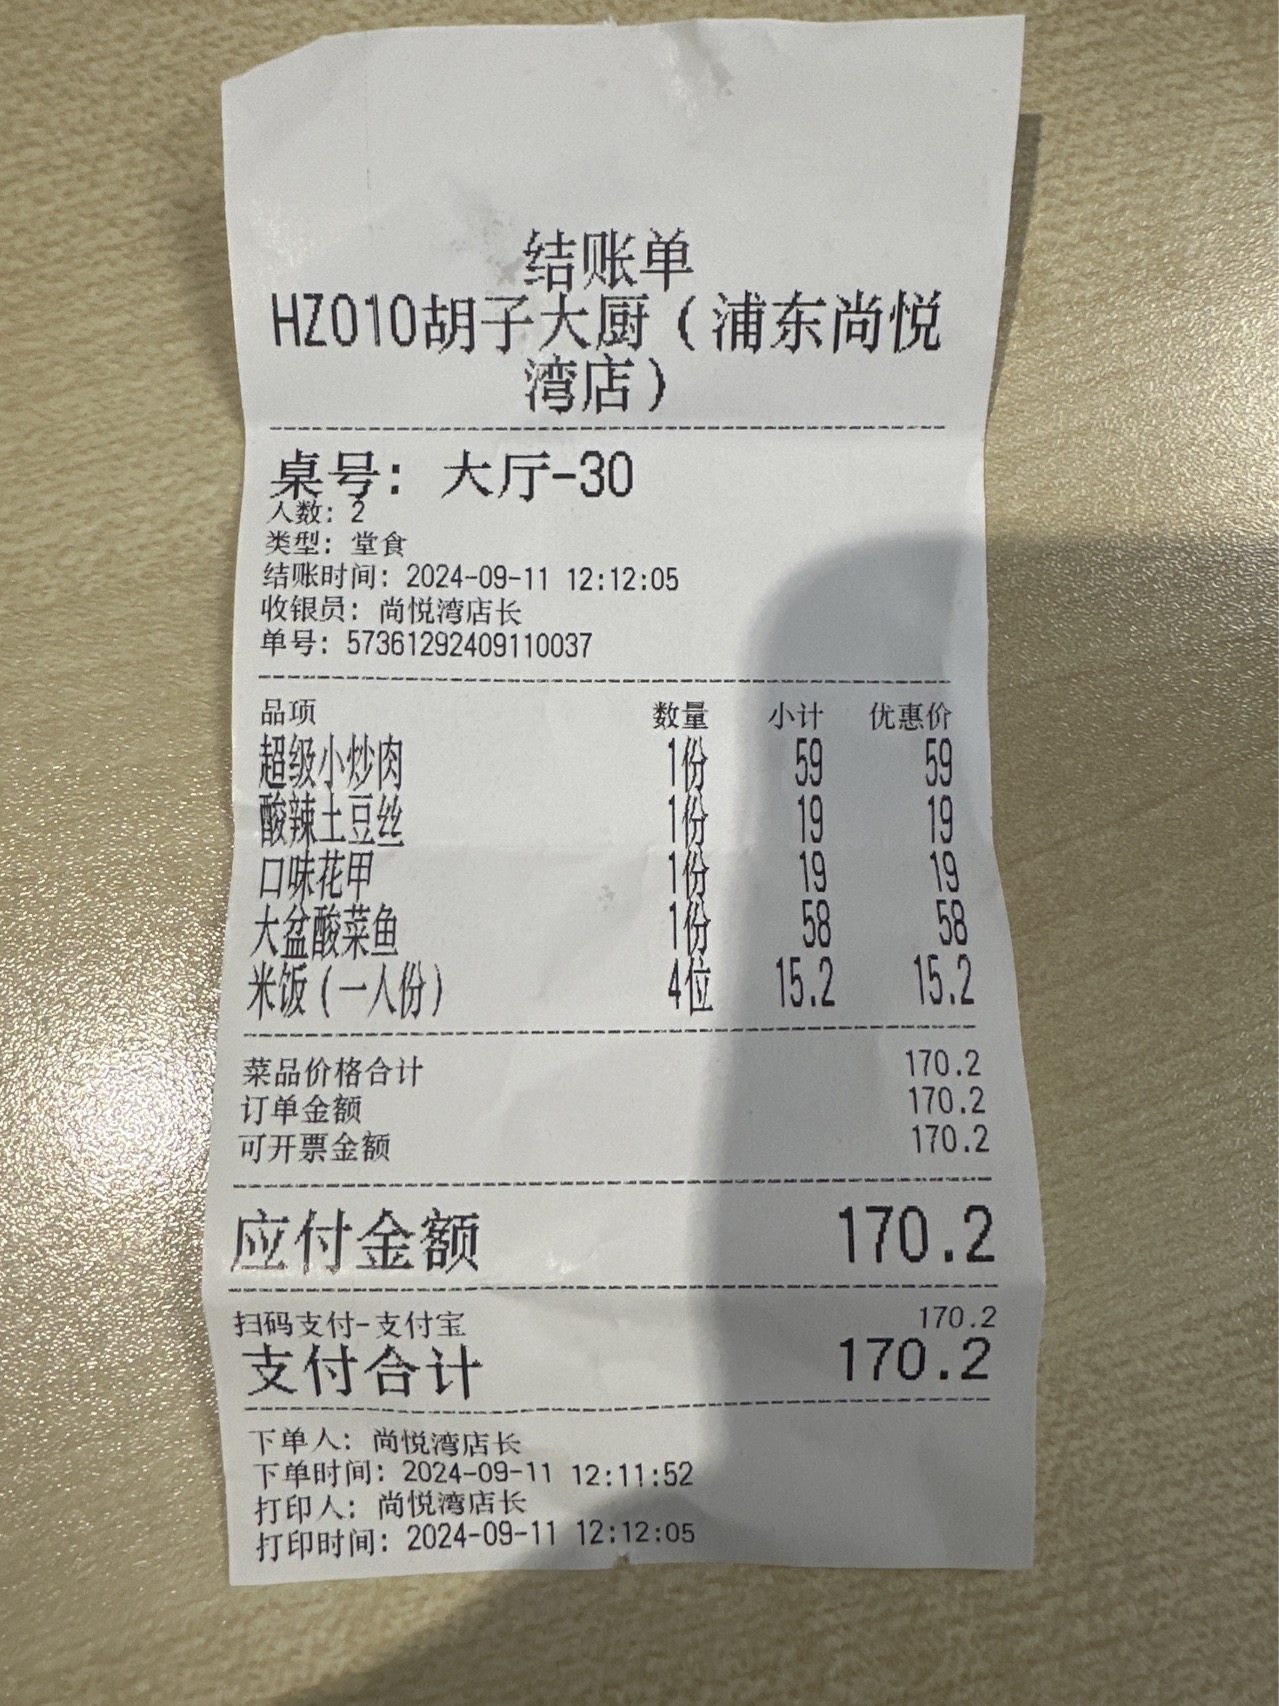 结账单
HZ010胡子大厨（浦东尚悦
湾店）
桌号: 大厅-30
人数: 2
类型: 堂食
结账时间: 2024-09-11 12:12:05
收银员: 尚悦湾店长
单号: 57361292409110037
品项 数量 小计 优惠价
超级小炒肉 1份 59 59
酸辣土豆丝 1份 19 19
口味花甲 1份 19 19
大盆酸菜鱼 1份 58 58
米饭（一人份） 4位 15.2 15.2
菜品价格合计 170.2
订单金额 170.2
可开票金额 170.2
应付金额 170.2
扫码支付-支付宝 170.2
支付合计 170.2
下单人: 尚悦湾店长
下单时间: 2024-09-11 12:11:52
打印人: 尚悦湾店长
打印时间: 2024-09-11 12:12:05